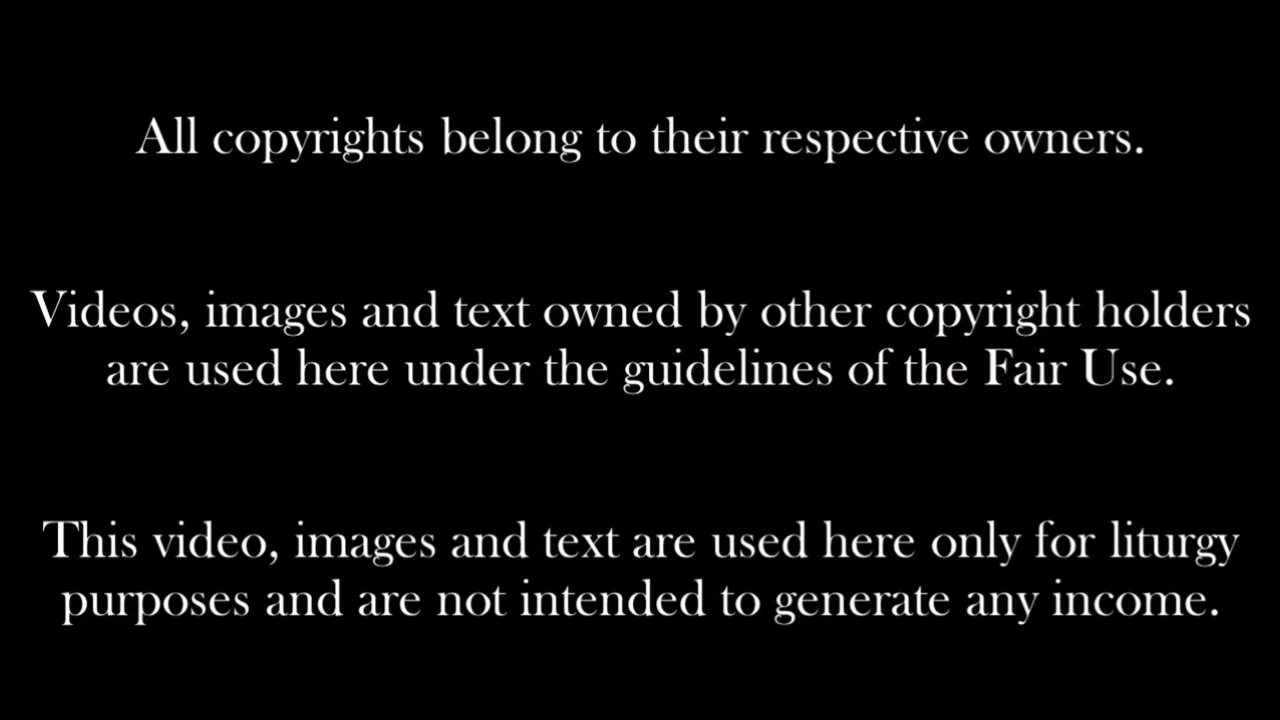 All copyrights belong to their respective owners.
Videos, images and text owned by other copyright holders
are used here under the guidelines of the Fair Use.
This video, images and text are used here only for liturgy
purposes and are not intended to generate any income.